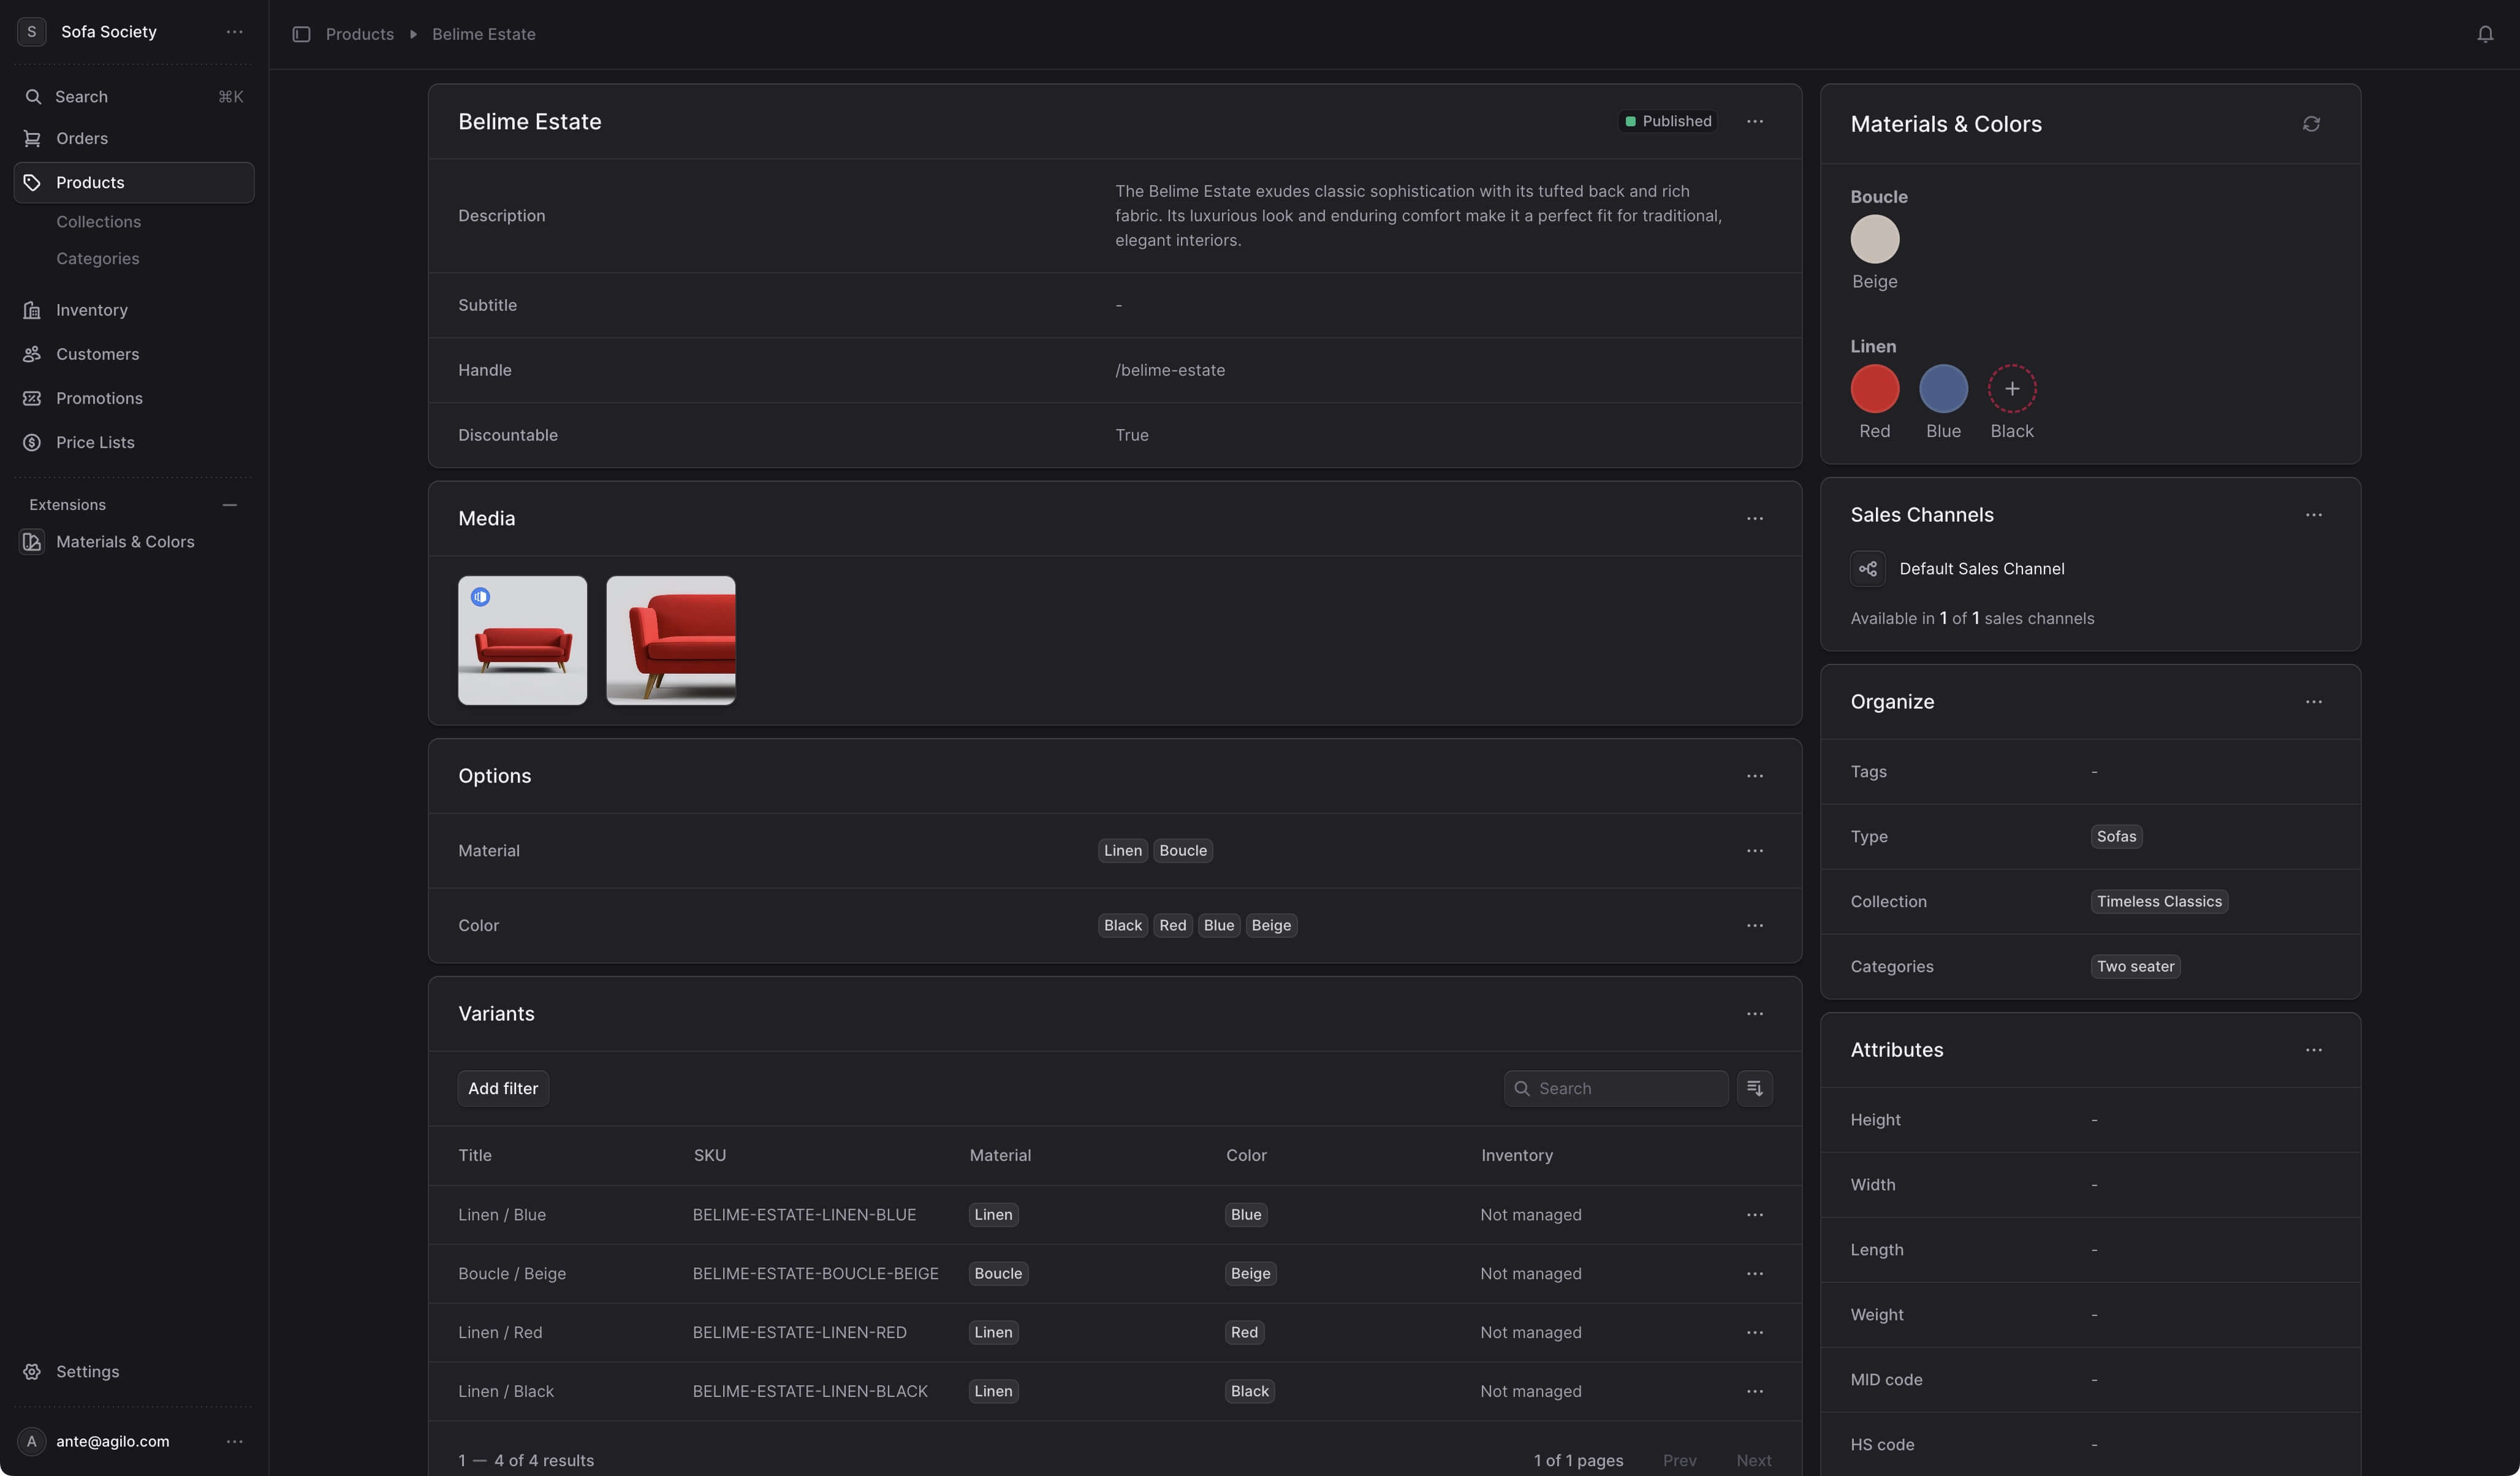 S Sofa Society
Search ⌘K
Orders
Products
Collections
Categories
Inventory
Customers
Promotions
Price Lists
Extensions
Materials & Colors
Settings
A ante@agilo.com
Products Belime Estate
Belime Estate Published
Description
The Belime Estate exudes classic sophistication with its tufted back and rich
fabric. Its luxurious look and enduring comfort make it a perfect fit for traditional,
elegant interiors.
Subtitle -
Handle /belime-estate
Discountable True
Media
Options
Material Linen Boucle
Color Black Red Blue Beige
Variants
Add filter Search
Title SKU Material Color Inventory
Linen / Blue BELIME-ESTATE-LINEN-BLUE Linen Blue Not managed
Boucle / Beige BELIME-ESTATE-BOUCLE-BEIGE Boucle Beige Not managed
Linen / Red BELIME-ESTATE-LINEN-RED Linen Red Not managed
Linen / Black BELIME-ESTATE-LINEN-BLACK Linen Black Not managed
1 — 4 of 4 results 1 of 1 pages Prev Next
Materials & Colors
Boucle
Beige
Linen
Red Blue Black
Sales Channels
Default Sales Channel
Available in 1 of 1 sales channels
Organize
Tags -
Type Sofas
Collection Timeless Classics
Categories Two seater
Attributes
Height -
Width -
Length -
Weight -
MID code -
HS code -